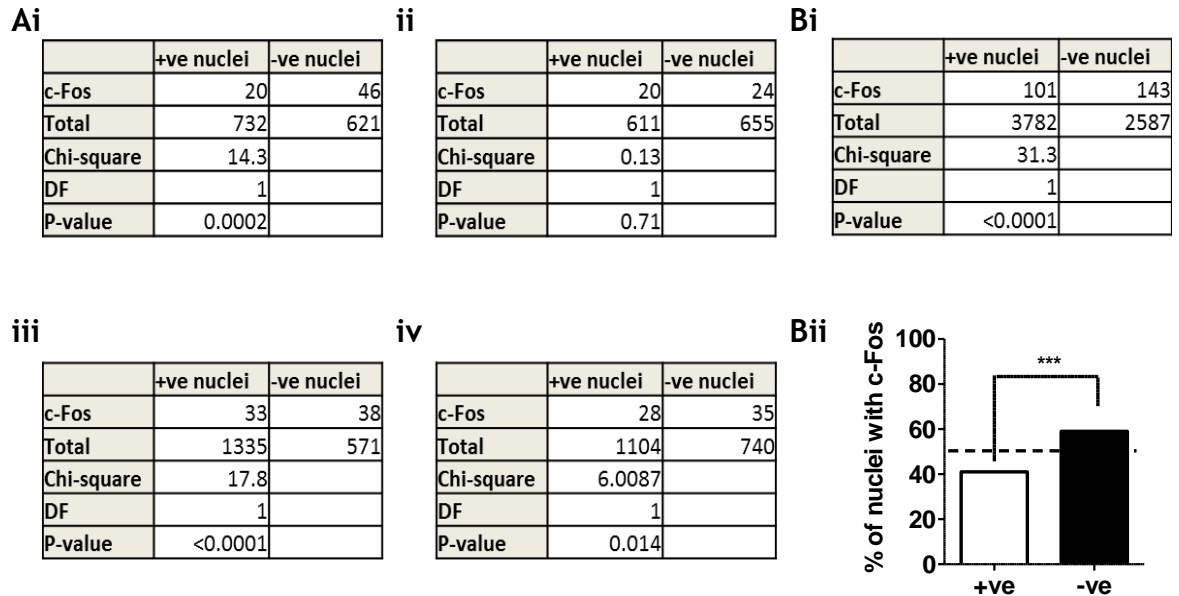 Ai
+ve nuclei -ve nuclei
c-Fos 20 46
Total 732 621
Chi-square 14.3
DF 1
P-value 0.0002
ii
+ve nuclei -ve nuclei
c-Fos 20 24
Total 611 655
Chi-square 0.13
DF 1
P-value 0.71
Bi
+ve nuclei -ve nuclei
c-Fos 101 143
Total 3782 2587
Chi-square 31.3
DF 1
P-value <0.0001
iii
+ve nuclei -ve nuclei
c-Fos 33 38
Total 1335 571
Chi-square 17.8
DF 1
P-value <0.0001
iv
+ve nuclei -ve nuclei
c-Fos 28 35
Total 1104 740
Chi-square 6.0087
DF 1
P-value 0.014
Bii
% of nuclei with c-Fos
100
80
60
40
20
0
***
+ve -ve